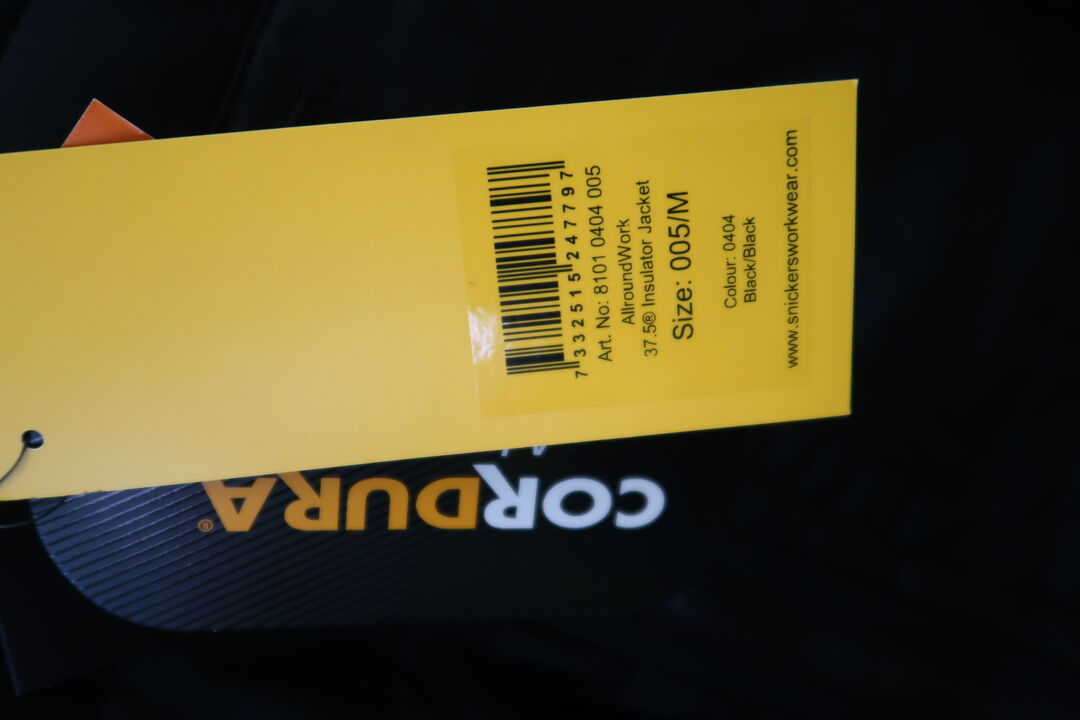 7 332515 247797
Art. No: 8101 0404 005
AllroundWork
37.5® Insulator Jacket
Size: 005/M
Colour: 0404
Black/Black
www.snickersworkwear.com
CORDURA®